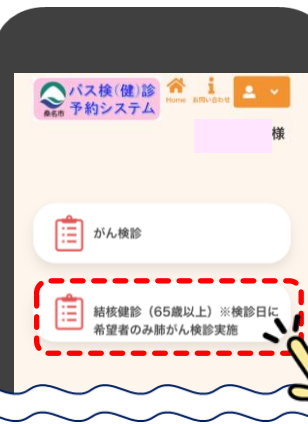 バス検(健)診
予約システム
桑名市
Home
お問い合わせ
様
がん検診
結核健診（65歳以上）※検診日に
希望者のみ肺がん検診実施